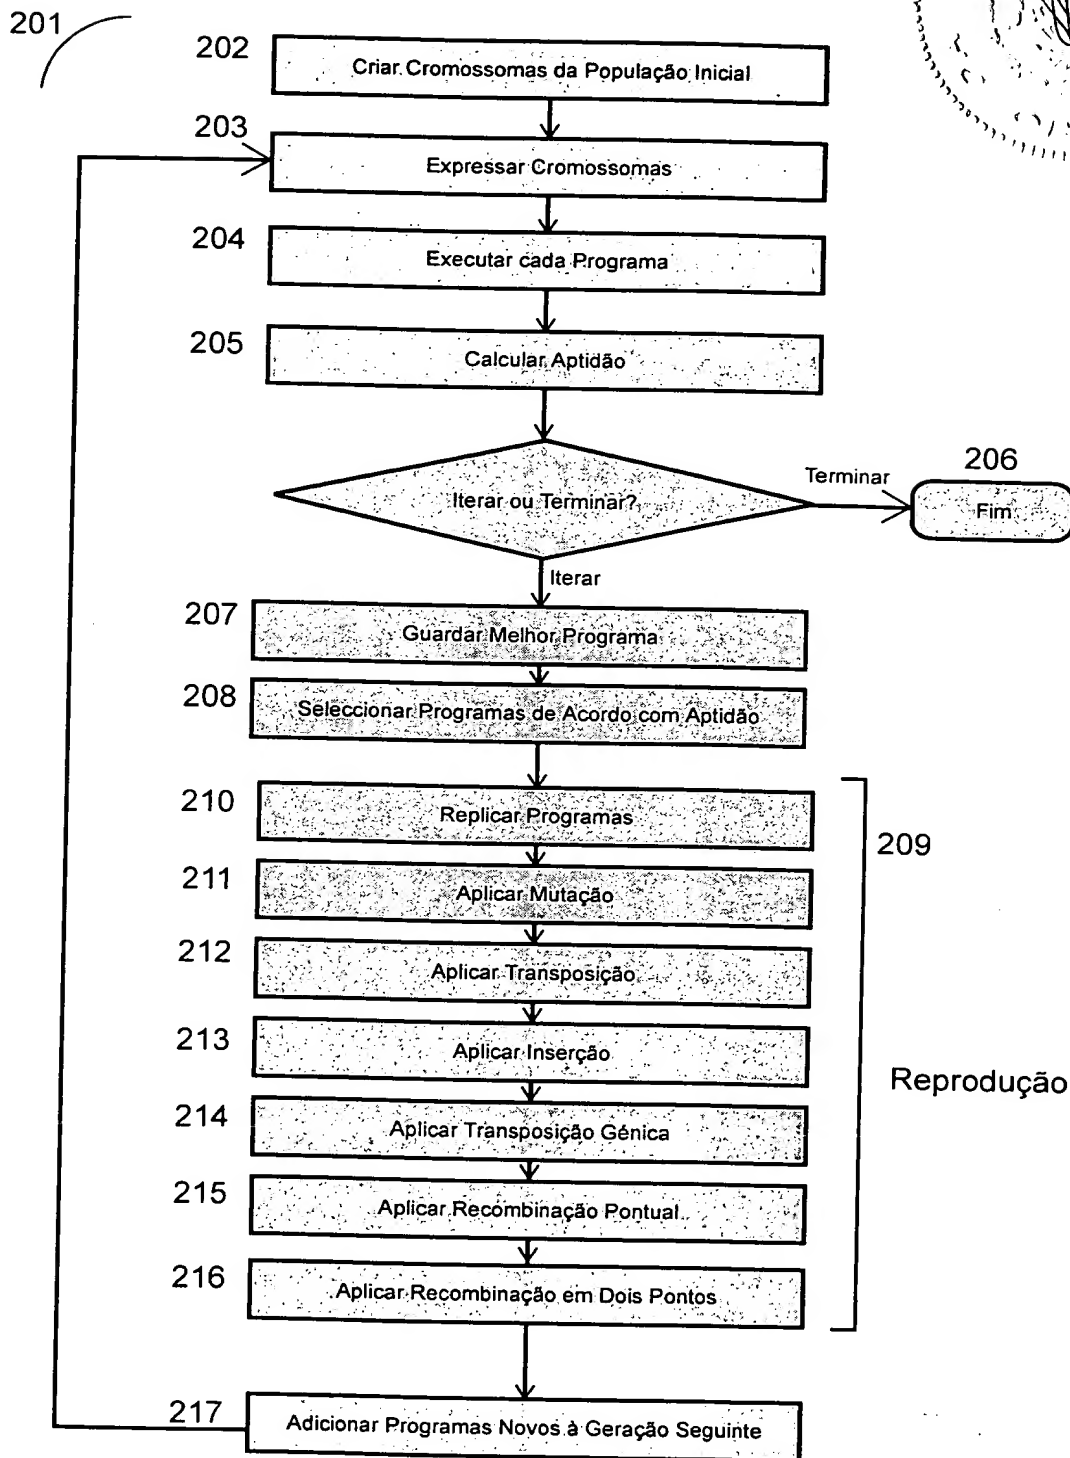 201
202
Criar Cromossomas da População Inicial
203
Expressar Cromossomas
204
Executar cada Programa
205
Calcular Aptidão
Iterar ou Terminar?
Terminar
206
Fim
Iterar
207
Guardar Melhor Programa
208
Seleccionar Programas de Acordo com Aptidão
210
Replicar Programas
209
211
Aplicar Mutação
212
Aplicar Transposição
213
Aplicar Inserção
Reprodução
214
Aplicar Transposição Génica
215
Aplicar Recombinação Pontual
216
Aplicar Recombinação em Dois Pontos
217
Adicionar Programas Novos à Geração Seguinte